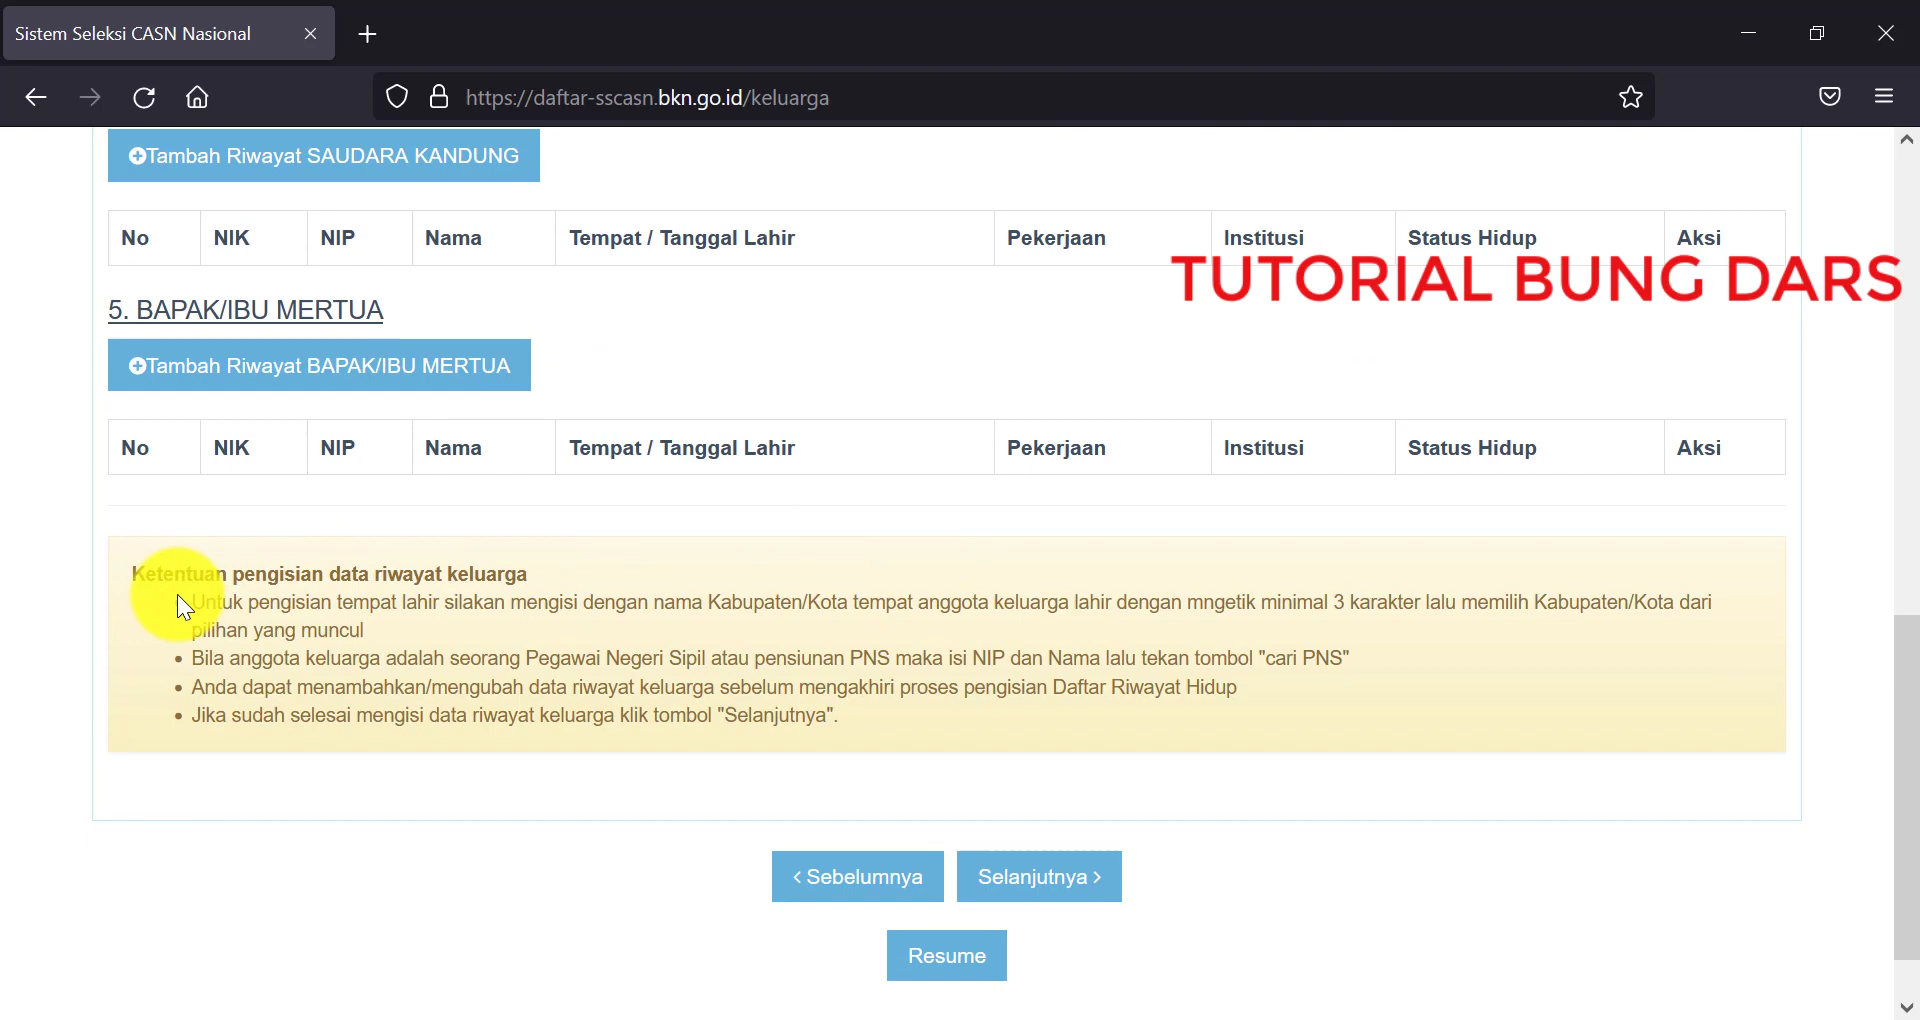 Sistem Seleksi CASN Nasional
https://daftar-sscasn.bkn.go.id/keluarga
Tambah Riwayat SAUDARA KANDUNG
No NIK NIP Nama Tempat / Tanggal Lahir Pekerjaan Institusi Status Hidup Aksi
TUTORIAL BUNG DARS
5. BAPAK/IBU MERTUA
Tambah Riwayat BAPAK/IBU MERTUA
No NIK NIP Nama Tempat / Tanggal Lahir Pekerjaan Institusi Status Hidup Aksi
Ketentuan pengisian data riwayat keluarga
Untuk pengisian tempat lahir silakan mengisi dengan nama Kabupaten/Kota tempat anggota keluarga lahir dengan mngetik minimal 3 karakter lalu memilih Kabupaten/Kota dari
pilihan yang muncul
• Bila anggota keluarga adalah seorang Pegawai Negeri Sipil atau pensiunan PNS maka isi NIP dan Nama lalu tekan tombol "cari PNS"
• Anda dapat menambahkan/mengubah data riwayat keluarga sebelum mengakhiri proses pengisian Daftar Riwayat Hidup
• Jika sudah selesai mengisi data riwayat keluarga klik tombol "Selanjutnya".
< Sebelumnya
Selanjutnya >
Resume